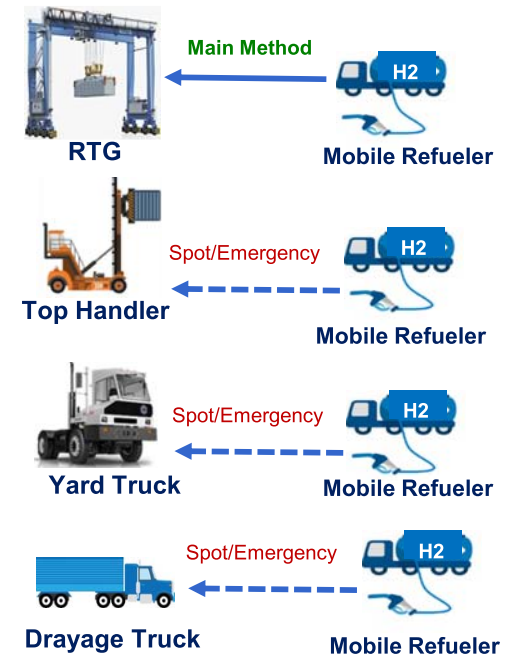 Main Method
H2
RTG
Mobile Refueler
Spot/Emergency
H2
Top Handler
Mobile Refueler
Spot/Emergency
H2
Yard Truck
Mobile Refueler
Spot/Emergency
H2
Drayage Truck
Mobile Refueler